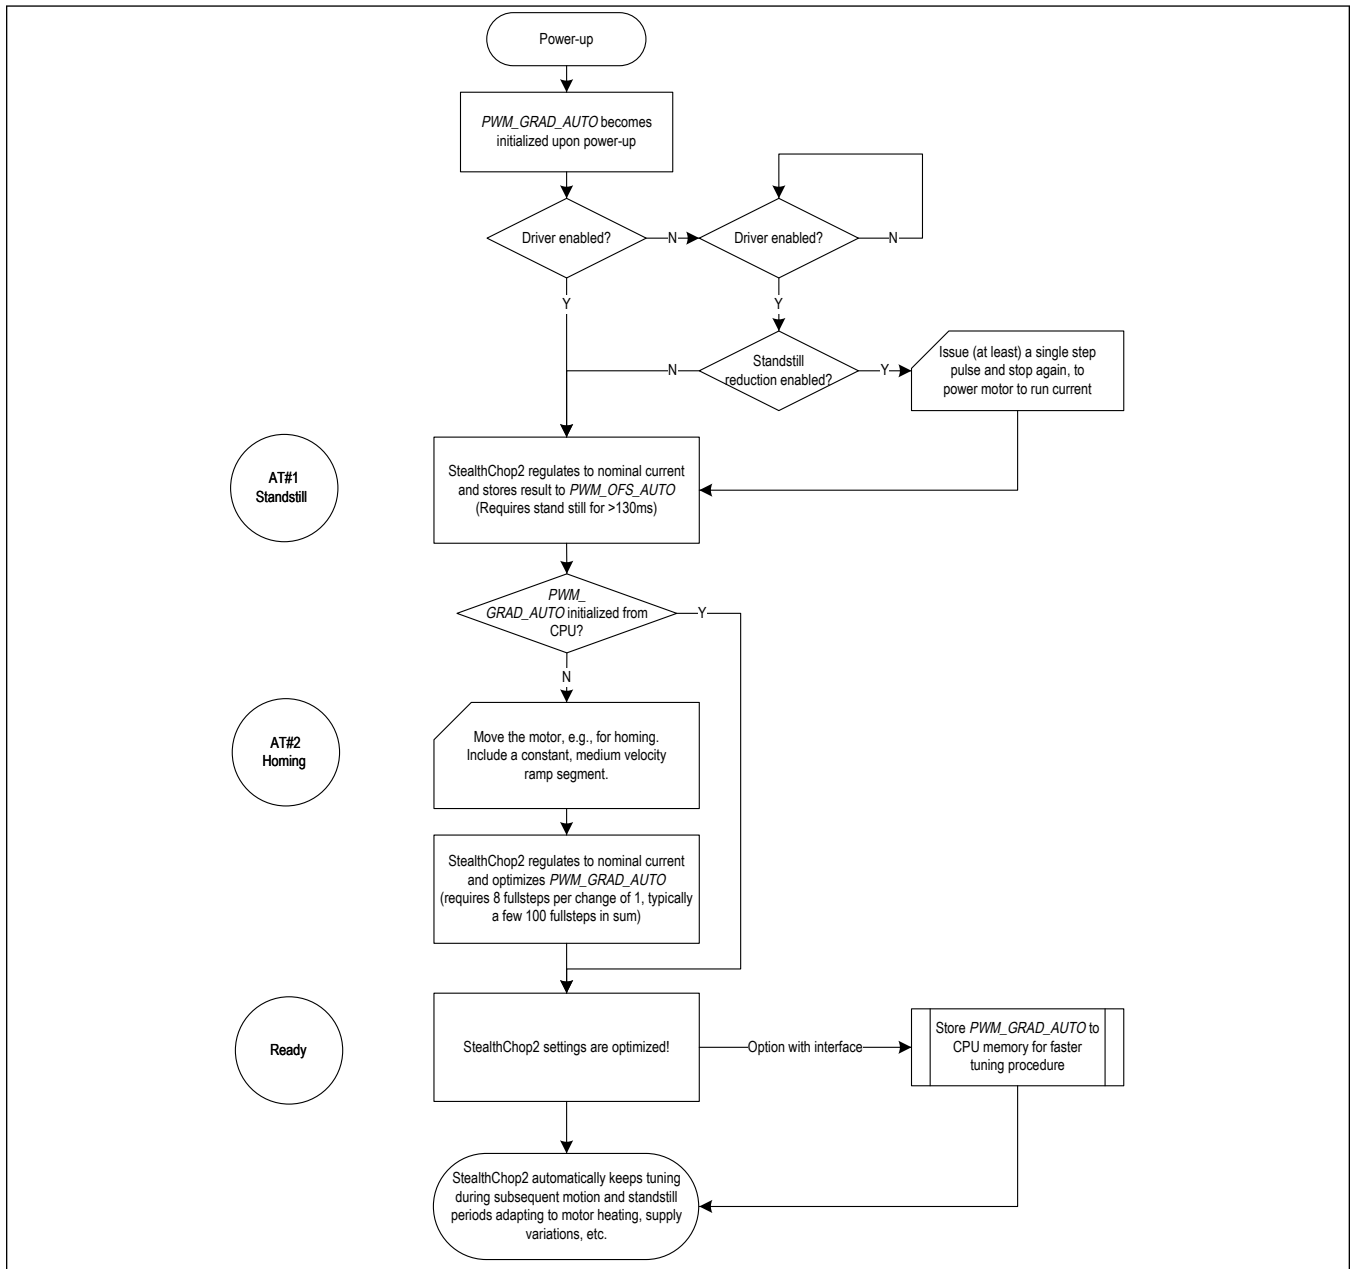 Power-up
PWM_GRAD_AUTO becomes
initialized upon power-up
Driver enabled?
N
Driver enabled?
N
Y
Y
Standstill
reduction enabled?
N
Y
Issue (at least) a single step
pulse and stop again, to
power motor to run current
AT#1
Standstill
StealthChop2 regulates to nominal current
and stores result to PWM_OFS_AUTO
(Requires stand still for >130ms)
PWM_
GRAD_AUTO initialized from
CPU?
Y
N
AT#2
Homing
Move the motor, e.g., for homing.
Include a constant, medium velocity
ramp segment.
StealthChop2 regulates to nominal current
and optimizes PWM_GRAD_AUTO
(requires 8 fullsteps per change of 1, typically
a few 100 fullsteps in sum)
Ready
StealthChop2 settings are optimized!
Option with interface
Store PWM_GRAD_AUTO to
CPU memory for faster
tuning procedure
StealthChop2 automatically keeps tuning
during subsequent motion and standstill
periods adapting to motor heating, supply
variations, etc.